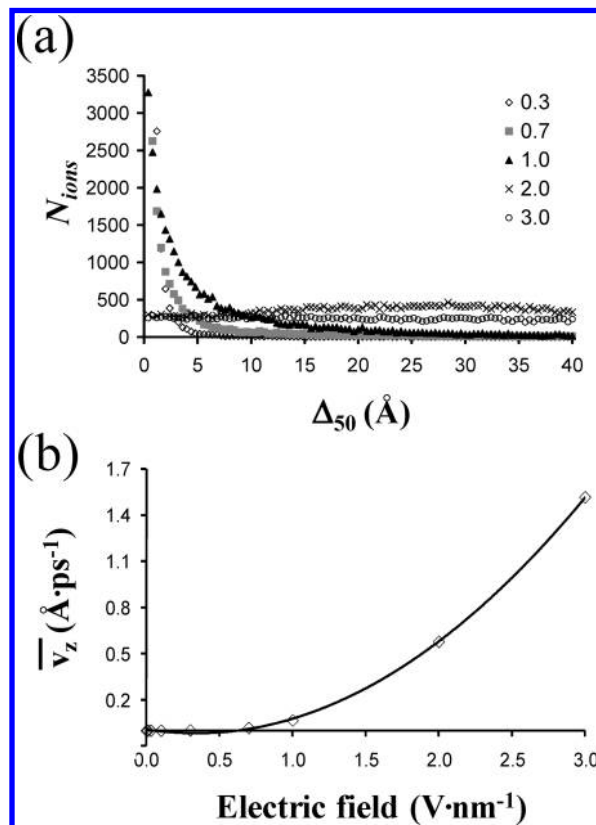 (a)
3500
3000
2500
2000
1500
1000
500
0
N_ions
◇ 0.3
■ 0.7
▲ 1.0
× 2.0
○ 3.0
0 5 10 15 20 25 30 35 40
Δ₅₀ (Å)
(b)
1.7
1.4
1.1
0.8
0.5
0.2
v̅_z (Å·ps⁻¹)
0.0 0.5 1.0 1.5 2.0 2.5 3.0
Electric field (V·nm⁻¹)